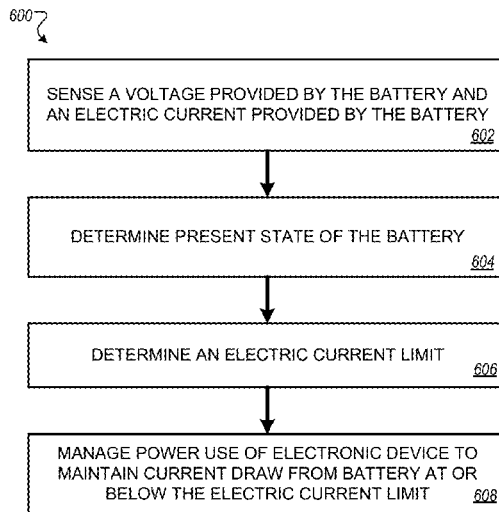 600
SENSE A VOLTAGE PROVIDED BY THE BATTERY AND
AN ELECTRIC CURRENT PROVIDED BY THE BATTERY
602
DETERMINE PRESENT STATE OF THE BATTERY
604
DETERMINE AN ELECTRIC CURRENT LIMIT
606
MANAGE POWER USE OF ELECTRONIC DEVICE TO
MAINTAIN CURRENT DRAW FROM BATTERY AT OR
BELOW THE ELECTRIC CURRENT LIMIT
608